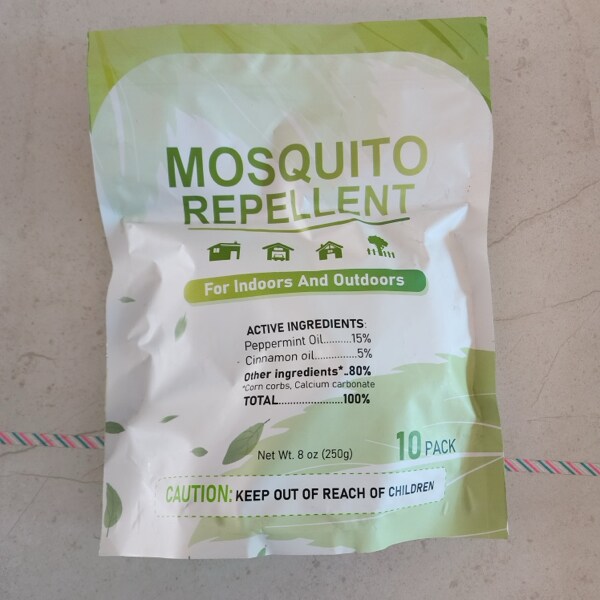 MOSQUITO
REPELLENT
For Indoors And Outdoors
ACTIVE INGREDIENTS:
Peppermint Oil.........15%
Cinnamon oil..............5%
Other ingredients*..80%
*Corn corbs, Calcium carbonate
TOTAL......................100%
Net Wt. 8 oz (250g)
10 PACK
CAUTION: KEEP OUT OF REACH OF CHILDREN